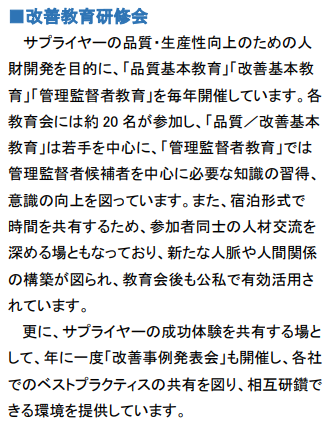 ■改善教育研修会
　サプライヤーの品質・生産性向上のための人
財開発を目的に、「品質基本教育」「改善基本教
育」「管理監督者教育」を毎年開催しています。各
教育会には約 20 名が参加し、「品質／改善基本
教育」は若手を中心に、「管理監督者教育」では
管理監督者候補者を中心に必要な知識の習得、
意識の向上を図っています。また、宿泊形式で
時間を共有するため、参加者同士の人材交流を
深める場ともなっており、新たな人脈や人間関係
の構築が図られ、教育会後も公私で有効活用さ
れています。
　更に、サプライヤーの成功体験を共有する場と
して、年に一度「改善事例発表会」も開催し、各社
でのベストプラクティスの共有を図り、相互研鑽で
きる環境を提供しています。